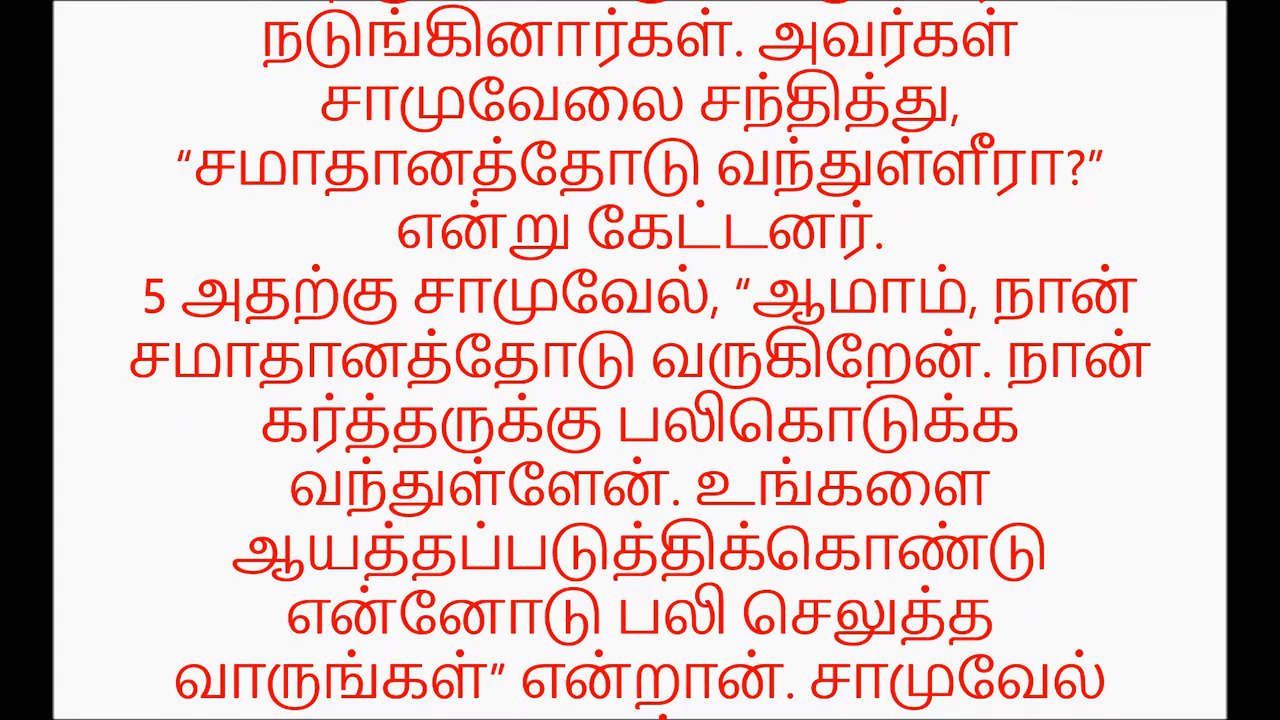 நடுங்கினார்கள். அவர்கள்
சாமுவேலை சந்தித்து,
“சமாதானத்தோடு வந்துள்ளீரா?”
என்று கேட்டனர்.
5 அதற்கு சாமுவேல், “ஆமாம், நான்
சமாதானத்தோடு வருகிறேன். நான்
கர்த்தருக்கு பலிகொடுக்க
வந்துள்ளேன். உங்களை
ஆயத்தப்படுத்திக்கொண்டு
என்னோடு பலி செலுத்த
வாருங்கள்” என்றான். சாமுவேல்